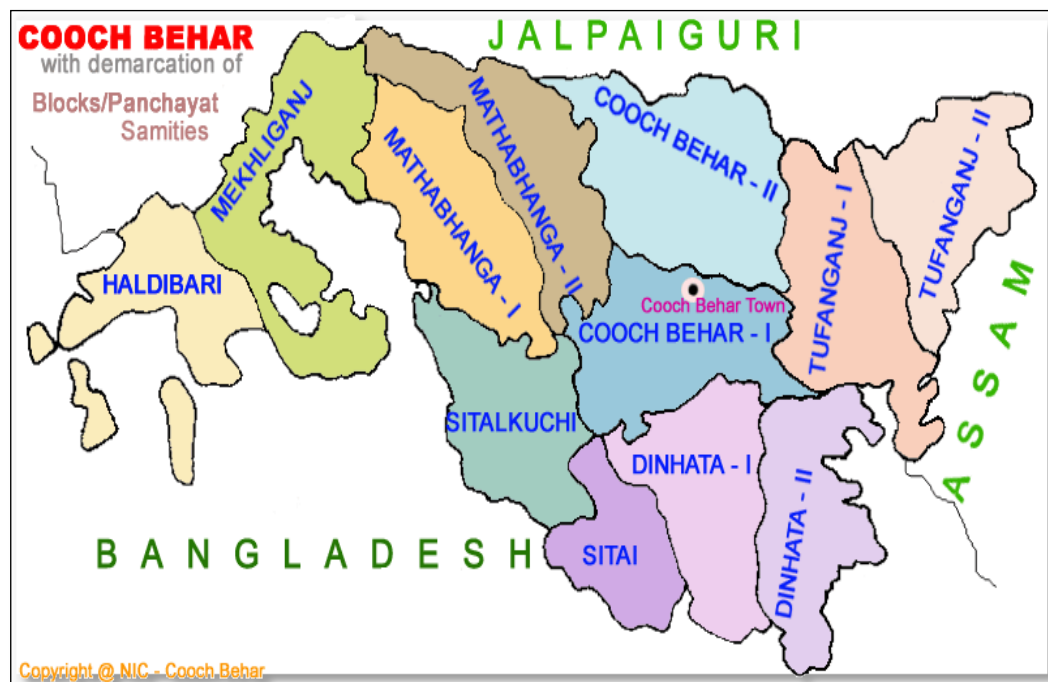 COOCH BEHAR
with demarcation of
Blocks/Panchayat
Samities
JALPAIGURI
MEKHLIGANJ
HALDIBARI
MATHABHANGA - I
MATHABHANGA - II
COOCH BEHAR - II
TUFANGANJ - I
TUFANGANJ - II
Cooch Behar Town
COOCH BEHAR - I
SITALKUCHI
DINHATA - I
DINHATA - II
SITAI
ASSAM
BANGLADESH
Copyright @ NIC - Cooch Behar